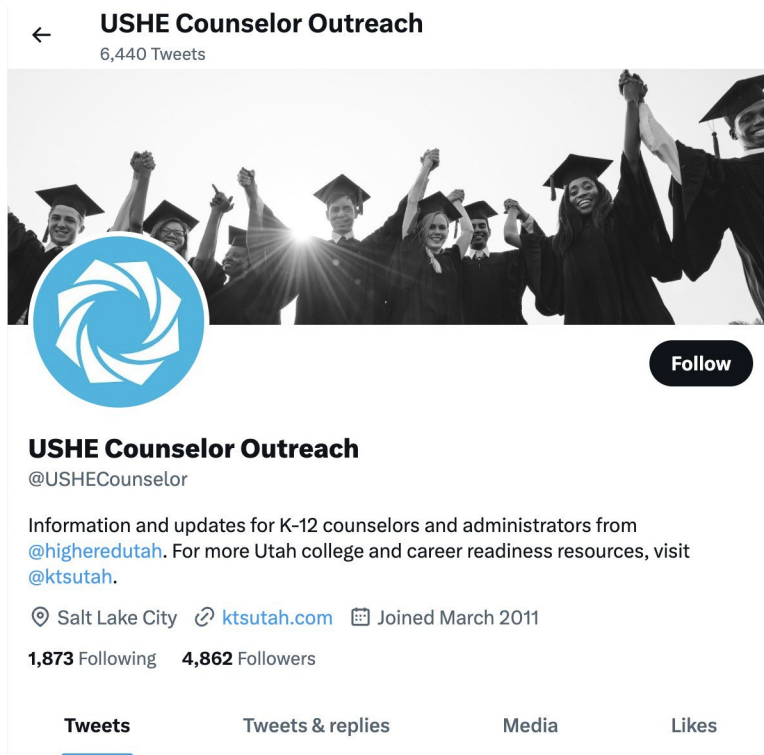 USHE Counselor Outreach
6,440 Tweets
Follow
USHE Counselor Outreach
@USHECounselor
Information and updates for K-12 counselors and administrators from
@higheredutah. For more Utah college and career readiness resources, visit
@ktsutah.
Salt Lake City ktsutah.com Joined March 2011
1,873 Following 4,862 Followers
Tweets Tweets & replies Media Likes